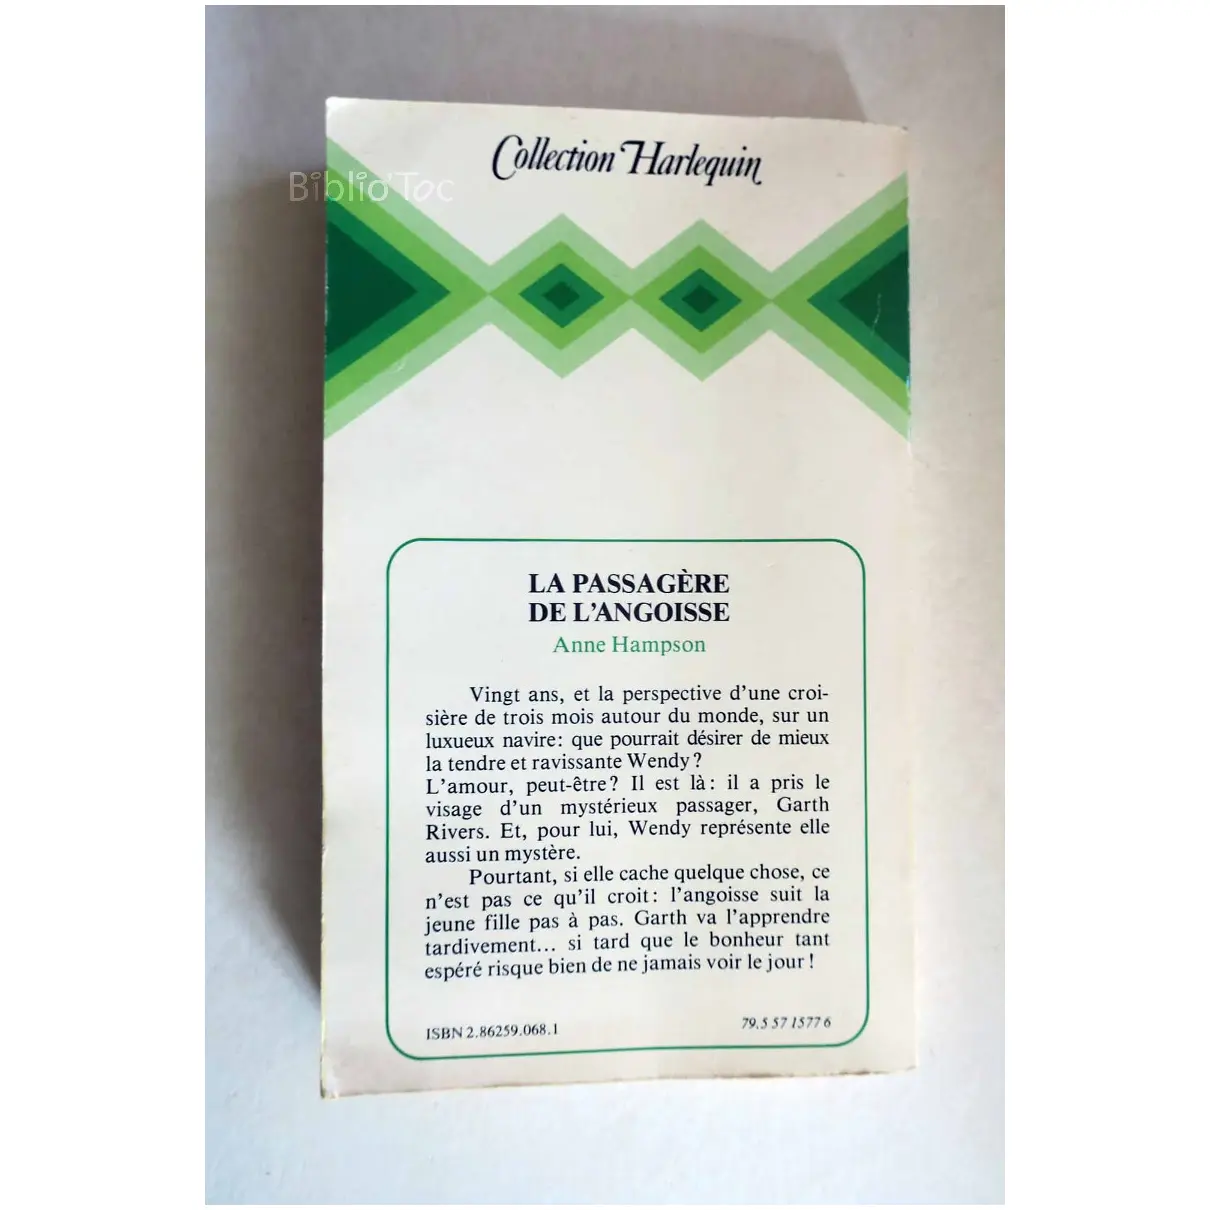 Collection Harlequin
Biblio'Toc
LA PASSAGÈRE
DE L'ANGOISSE
Anne Hampson
Vingt ans, et la perspective d'une croi-
sière de trois mois autour du monde, sur un
luxueux navire: que pourrait désirer de mieux
la tendre et ravissante Wendy?
L'amour, peut-être? Il est là: il a pris le
visage d'un mystérieux passager, Garth
Rivers. Et, pour lui, Wendy représente elle
aussi un mystère.
Pourtant, si elle cache quelque chose, ce
n'est pas ce qu'il croit: l'angoisse suit la
jeune fille pas à pas. Garth va l'apprendre
tardivement... si tard que le bonheur tant
espéré risque bien de ne jamais voir le jour!
ISBN 2.86259.068.1
79.5 57 1577 6